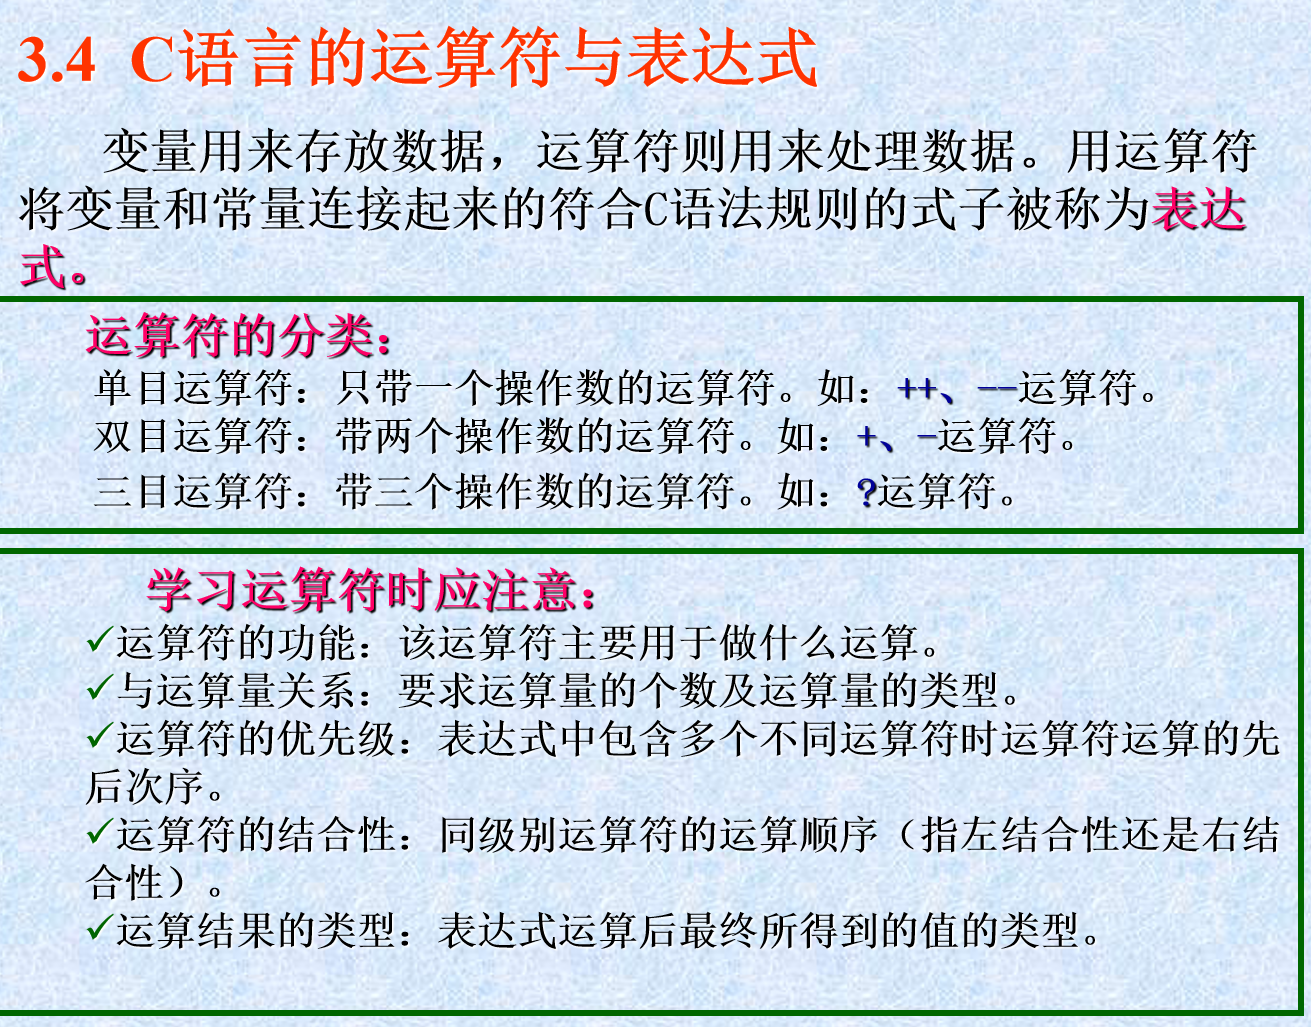 3.4 C语言的运算符与表达式
变量用来存放数据，运算符则用来处理数据。用运算符
将变量和常量连接起来的符合C语法规则的式子被称为表达
式。
运算符的分类：
单目运算符：只带一个操作数的运算符。如：++、--运算符。
双目运算符：带两个操作数的运算符。如：+、-运算符。
三目运算符：带三个操作数的运算符。如：?运算符。
学习运算符时应注意：
✓运算符的功能：该运算符主要用于做什么运算。
✓与运算量关系：要求运算量的个数及运算量的类型。
✓运算符的优先级：表达式中包含多个不同运算符时运算符运算的先
后次序。
✓运算符的结合性：同级别运算符的运算顺序（指左结合性还是右结
合性）。
✓运算结果的类型：表达式运算后最终所得到的值的类型。